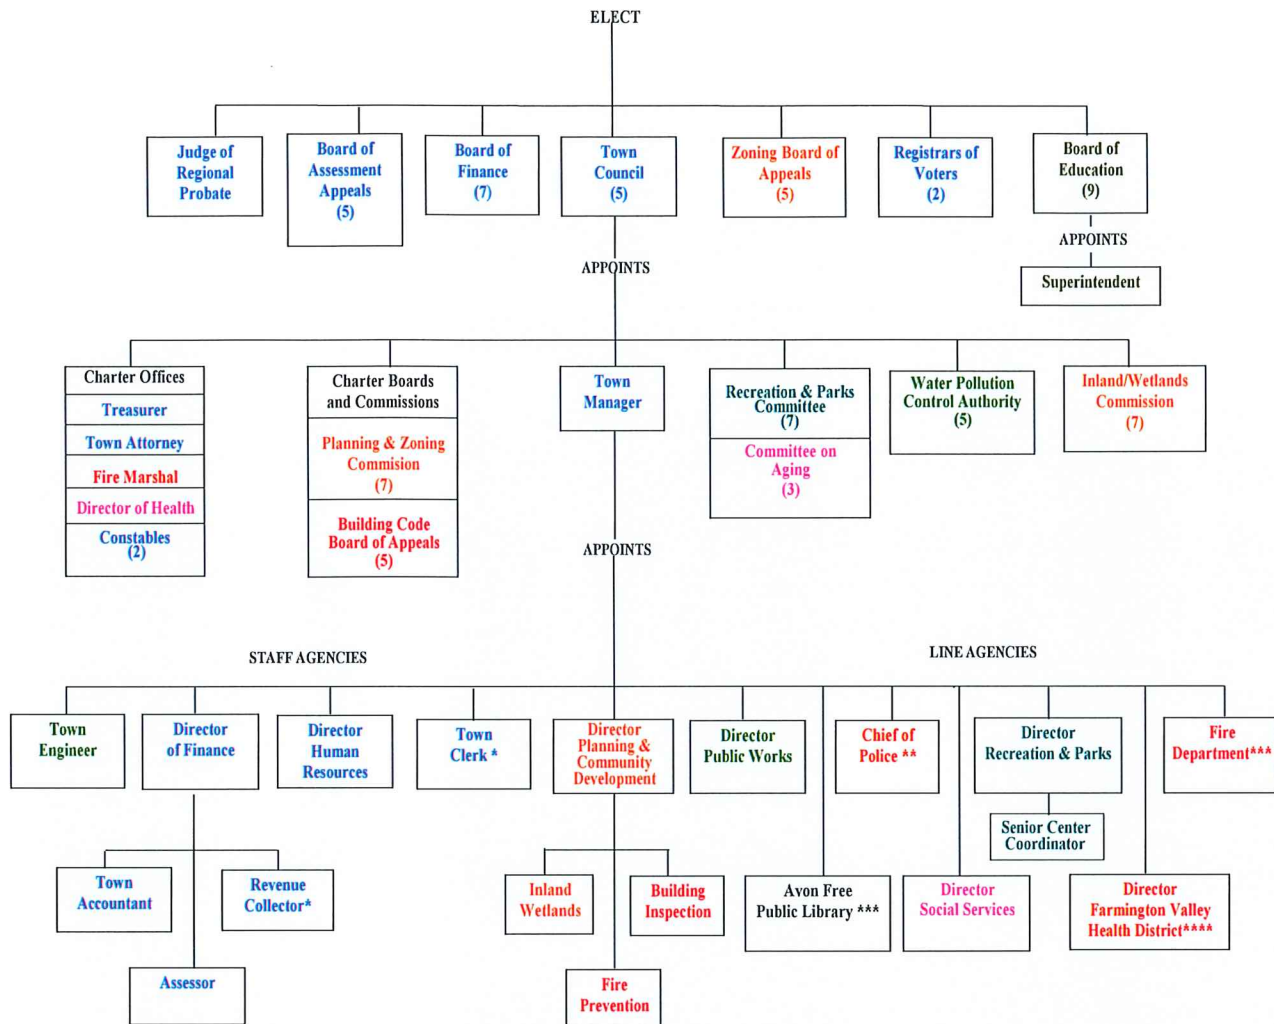 ELECT
Judge of
Regional
Probate
Board of
Assessment
Appeals
(5)
Board of
Finance
(7)
Town
Council
(5)
Zoning Board of
Appeals
(5)
Registrars of
Voters
(2)
Board of
Education
(9)
APPOINTS
Superintendent
APPOINTS
Charter Offices
Treasurer
Town Attorney
Fire Marshal
Director of Health
Constables
(2)
Charter Boards
and Commissions
Planning & Zoning
Commision
(7)
Building Code
Board of Appeals
(5)
Town
Manager
Recreation & Parks
Committee
(7)
Committee on
Aging
(3)
Water Pollution
Control Authority
(5)
Inland/Wetlands
Commission
(7)
APPOINTS
STAFF AGENCIES
LINE AGENCIES
Town
Engineer
Director
of Finance
Director
Human
Resources
Town
Clerk *
Director
Planning &
Community
Development
Director
Public Works
Chief of
Police **
Director
Recreation & Parks
Fire
Department***
Senior Center
Coordinator
Town
Accountant
Revenue
Collector*
Assessor
Inland
Wetlands
Building
Inspection
Fire
Prevention
Avon Free
Public Library ***
Director
Social Services
Director
Farmington Valley
Health District****